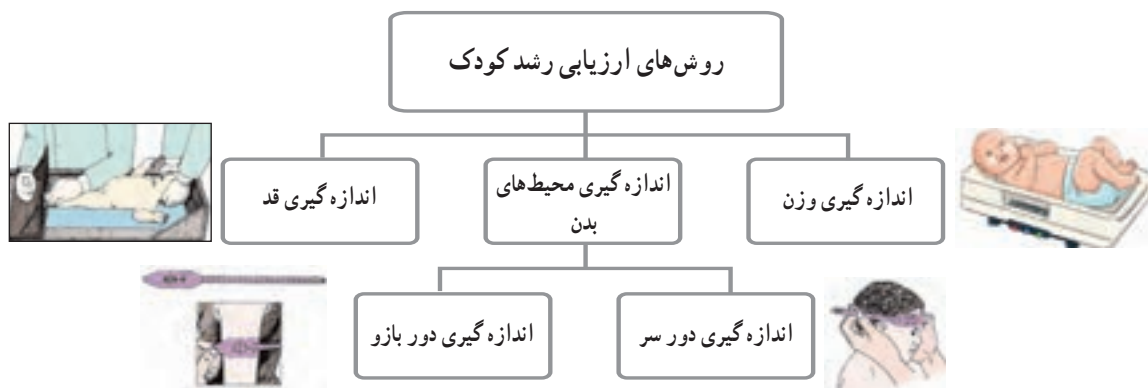 روش‌های ارزیابی رشد کودک
اندازه گیری وزن
اندازه گیری محیط‌های
بدن
اندازه گیری قد
اندازه گیری دور سر
اندازه گیری دور بازو